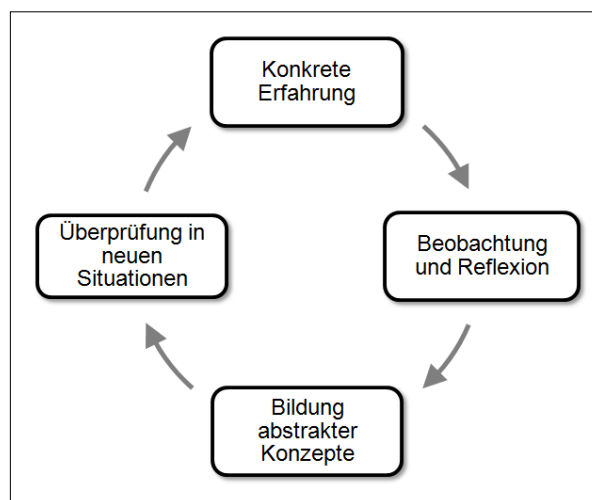 Konkrete
Erfahrung
Beobachtung
und Reflexion
Bildung
abstrakter
Konzepte
Überprüfung in
neuen
Situationen